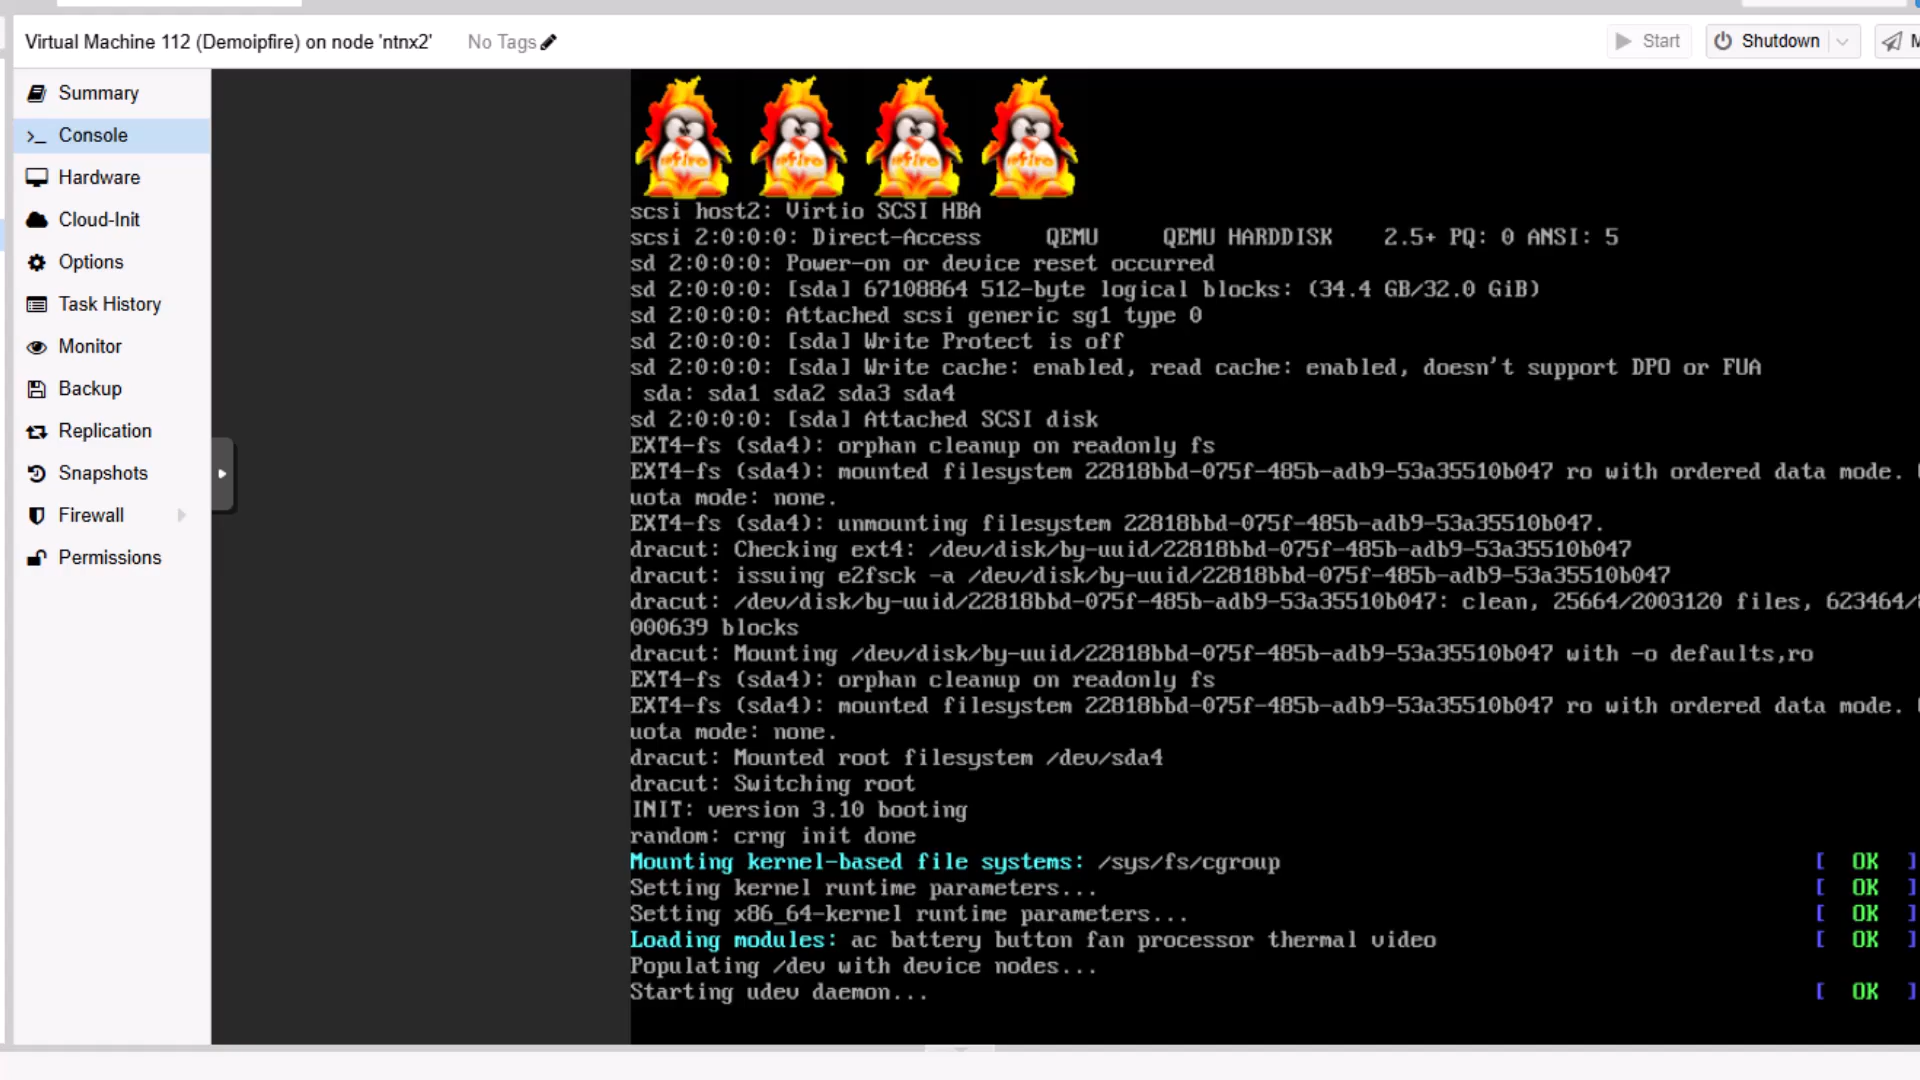 Virtual Machine 112 (Demoipfire) on node 'ntnx2' No Tags Start Shutdown M
Summary
Console
Hardware
Cloud-Init
Options
Task History
Monitor
Backup
Replication
Snapshots
Firewall
Permissions
ipfire ipfire ipfire ipfire
scsi host2: Virtio SCSI HBA
scsi 2:0:0:0: Direct-Access QEMU QEMU HARDDISK 2.5+ PQ: 0 ANSI: 5
sd 2:0:0:0: Power-on or device reset occurred
sd 2:0:0:0: [sda] 67108864 512-byte logical blocks: (34.4 GB/32.0 GiB)
sd 2:0:0:0: Attached scsi generic sg1 type 0
sd 2:0:0:0: [sda] Write Protect is off
sd 2:0:0:0: [sda] Write cache: enabled, read cache: enabled, doesn't support DPO or FUA
sda: sda1 sda2 sda3 sda4
sd 2:0:0:0: [sda] Attached SCSI disk
EXT4-fs (sda4): orphan cleanup on readonly fs
EXT4-fs (sda4): mounted filesystem 22818bbd-075f-485b-adb9-53a35510b047 ro with ordered data mode.
uota mode: none.
EXT4-fs (sda4): unmounting filesystem 22818bbd-075f-485b-adb9-53a35510b047.
dracut: Checking ext4: /dev/disk/by-uuid/22818bbd-075f-485b-adb9-53a35510b047
dracut: issuing e2fsck -a /dev/disk/by-uuid/22818bbd-075f-485b-adb9-53a35510b047
dracut: /dev/disk/by-uuid/22818bbd-075f-485b-adb9-53a35510b047: clean, 25664/2003120 files, 623464/
000639 blocks
dracut: Mounting /dev/disk/by-uuid/22818bbd-075f-485b-adb9-53a35510b047 with -o defaults,ro
EXT4-fs (sda4): orphan cleanup on readonly fs
EXT4-fs (sda4): mounted filesystem 22818bbd-075f-485b-adb9-53a35510b047 ro with ordered data mode.
uota mode: none.
dracut: Mounted root filesystem /dev/sda4
dracut: Switching root
INIT: version 3.10 booting
random: crng init done
Mounting kernel-based file systems: /sys/fs/cgroup [ OK ]
Setting kernel runtime parameters... [ OK ]
Setting x86_64-kernel runtime parameters... [ OK ]
Loading modules: ac battery button fan processor thermal video [ OK ]
Populating /dev with device nodes...
Starting udev daemon... [ OK ]